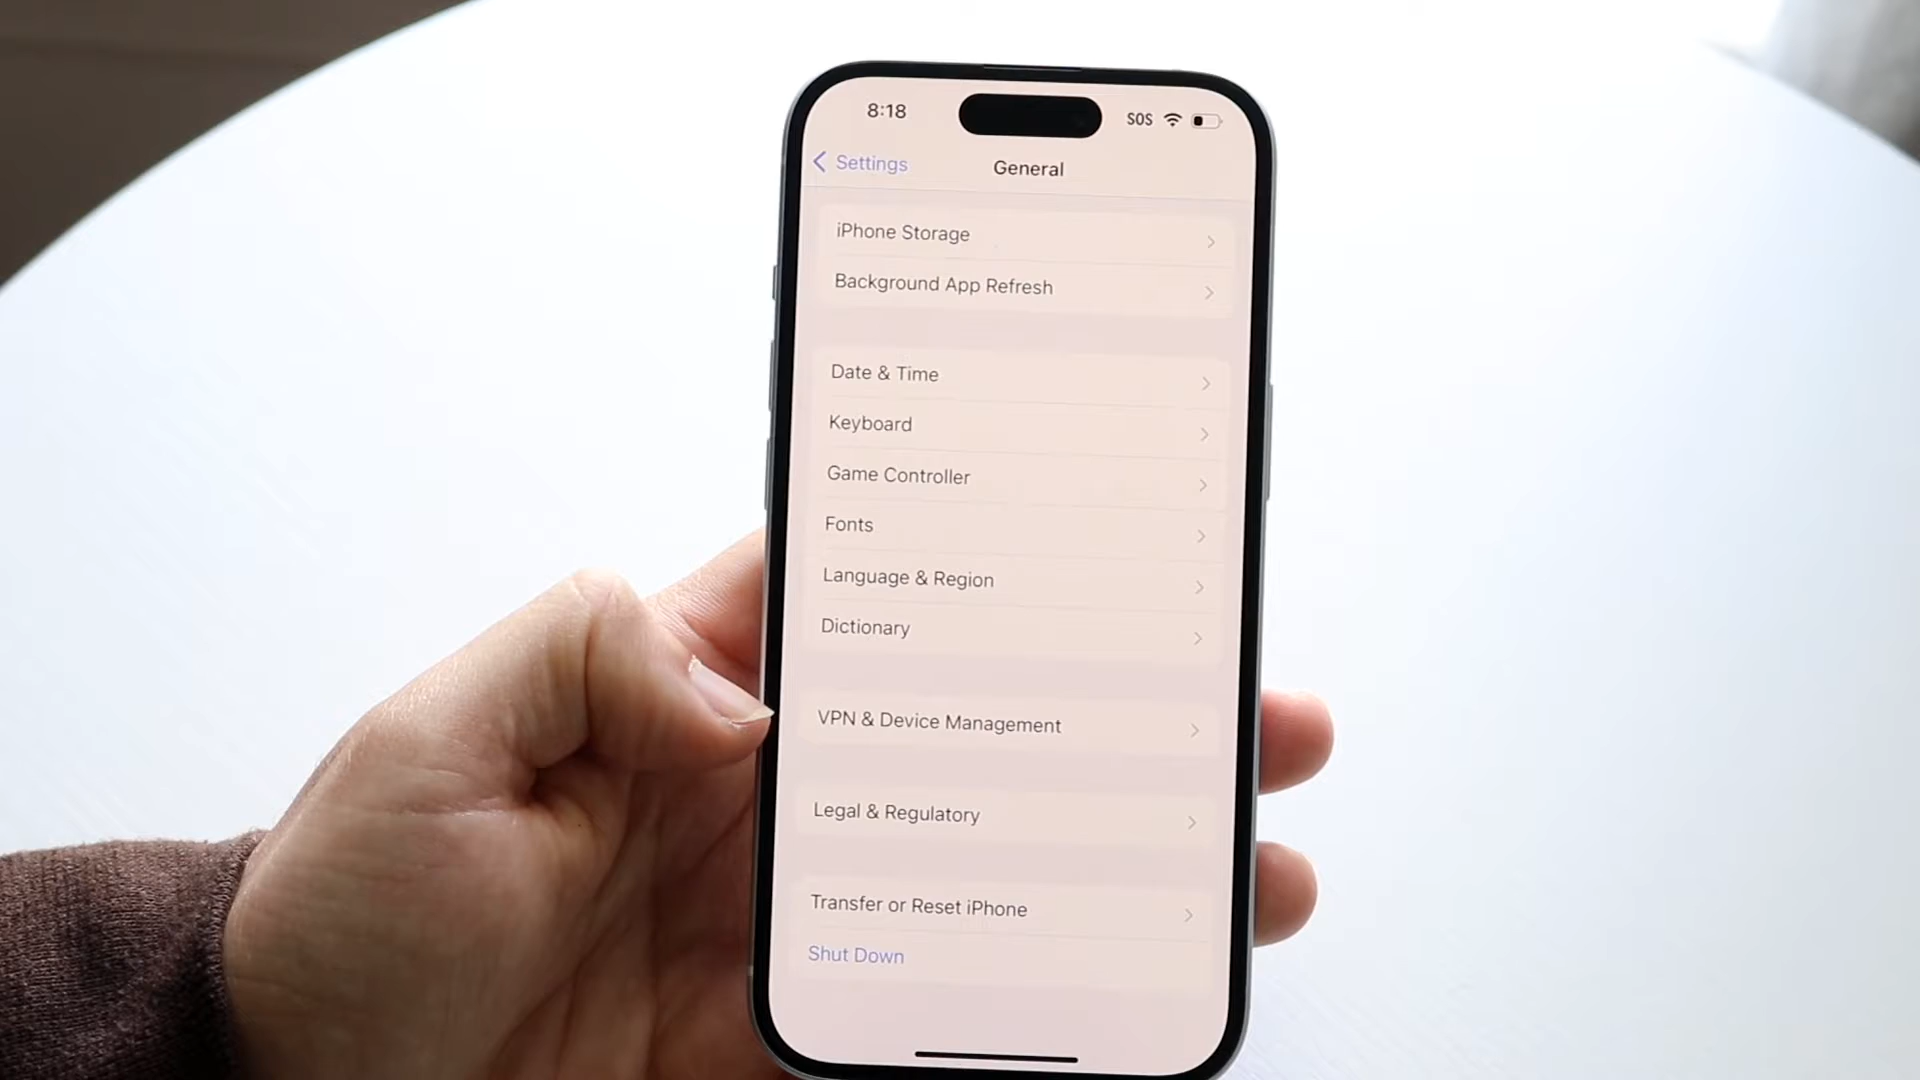 8:18
SOS
Settings
General
iPhone Storage
Background App Refresh
Date & Time
Keyboard
Game Controller
Fonts
Language & Region
Dictionary
VPN & Device Management
Legal & Regulatory
Transfer or Reset iPhone
Shut Down